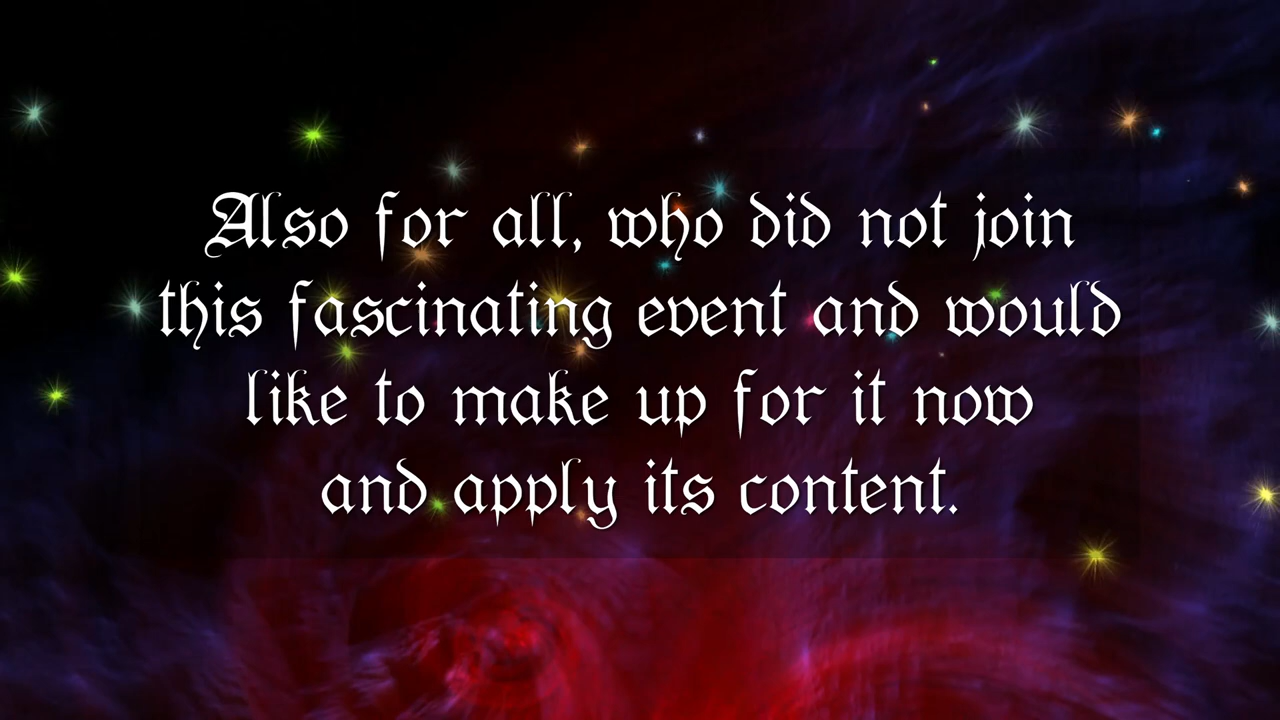 Also for all, who did not join
this fascinating event and would
like to make up for it now
and apply its content.